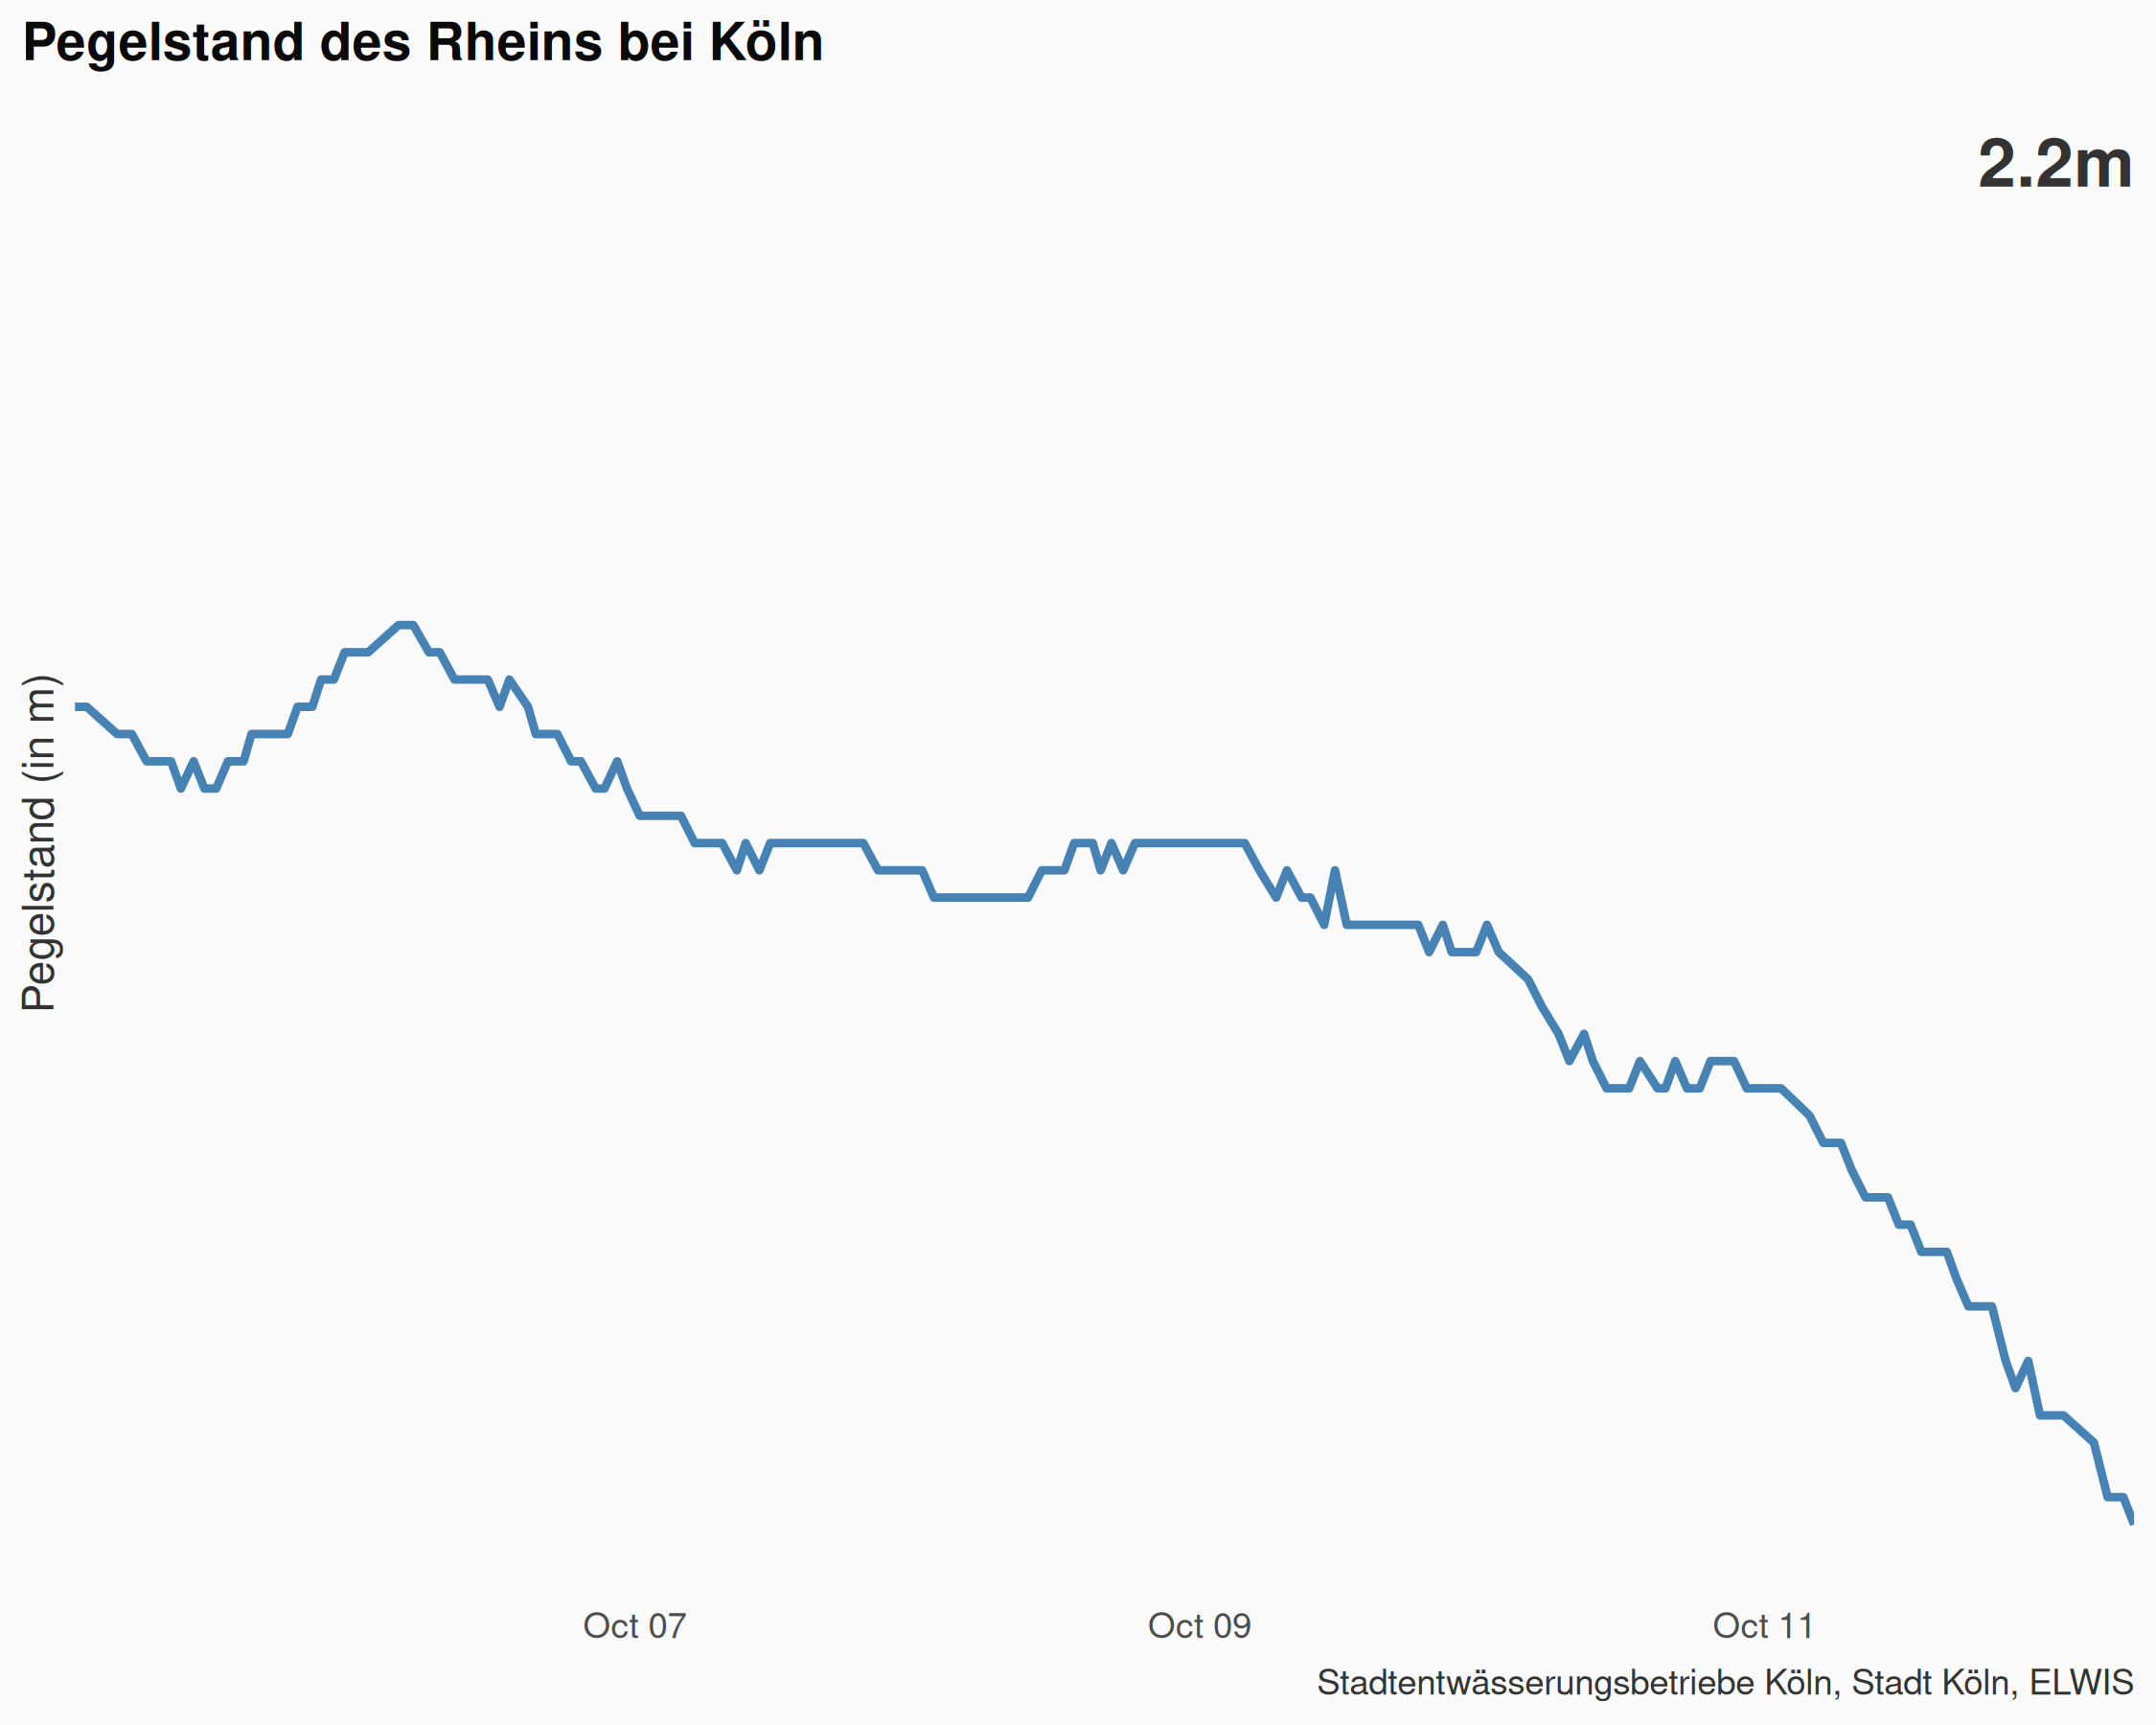 Pegelstand des Rheins bei Köln
2.2m
Pegelstand (in m)
Oct 07
Oct 09
Oct 11
Stadtentwässerungsbetriebe Köln, Stadt Köln, ELWIS